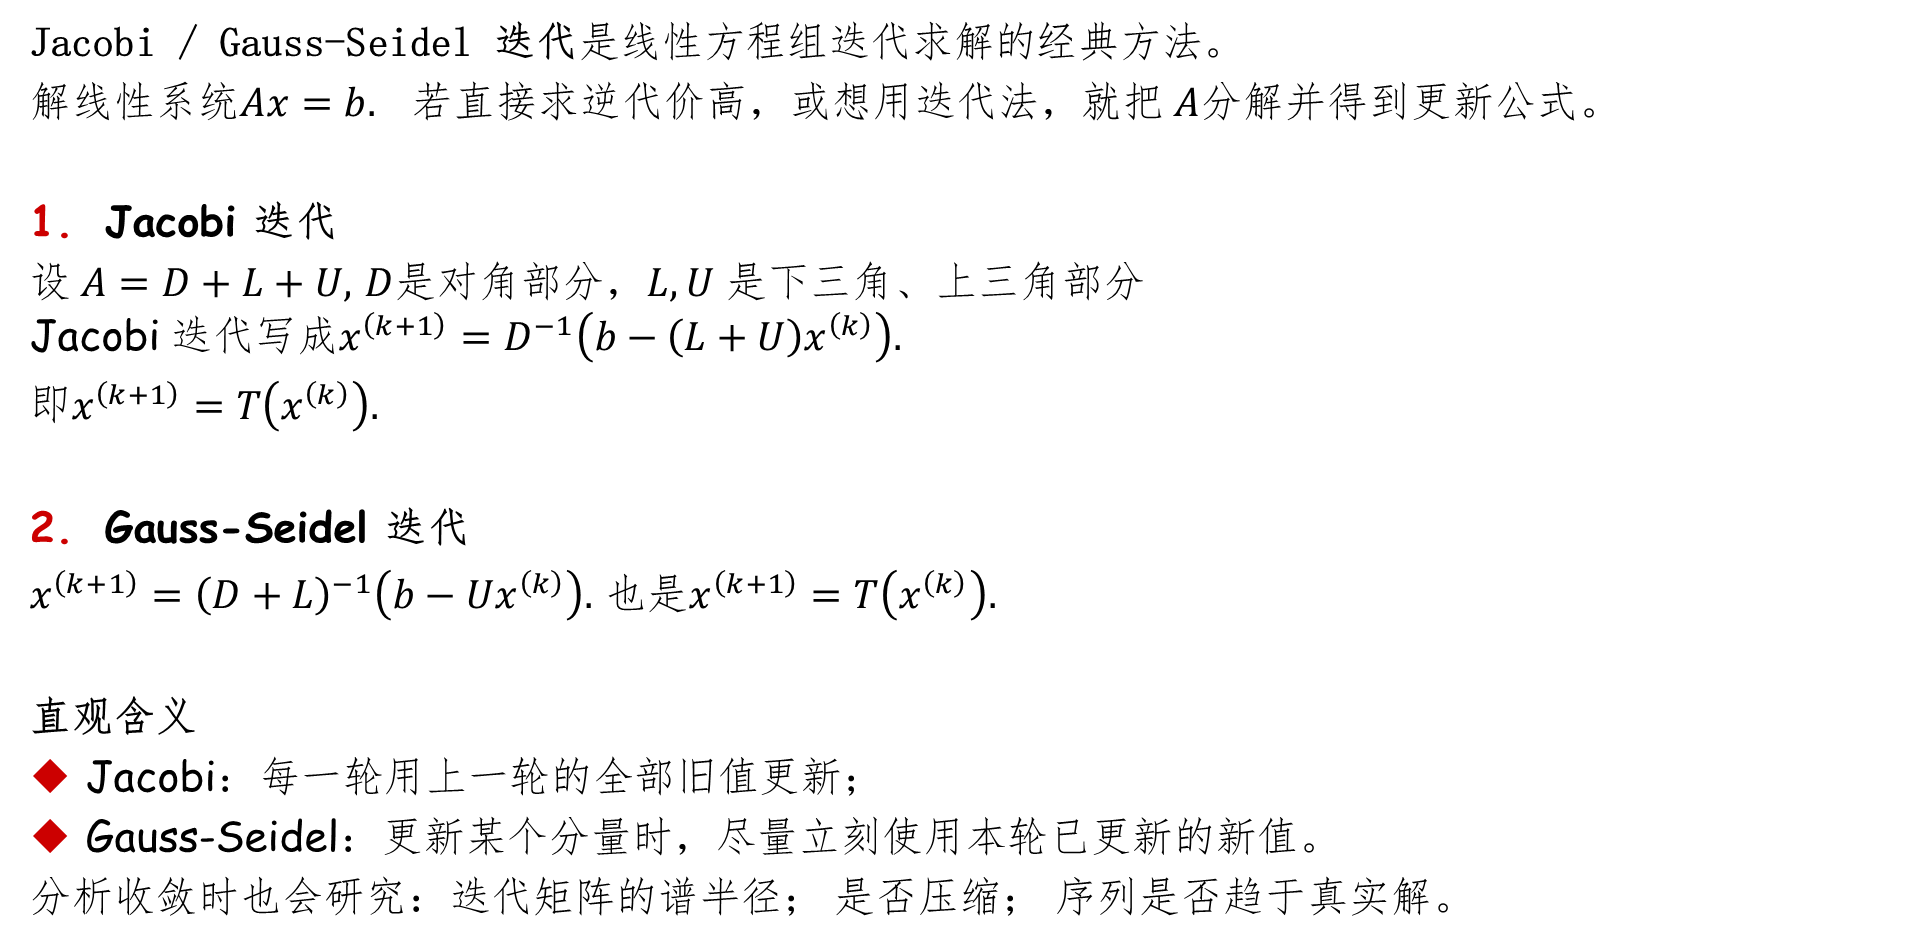 Jacobi / Gauss-Seidel 迭代是线性方程组迭代求解的经典方法。
解线性系统Ax = b. 若直接求逆代价高，或想用迭代法，就把 A分解并得到更新公式。
1. Jacobi 迭代
设 A = D + L + U, D是对角部分，L, U 是下三角、上三角部分
Jacobi 迭代写成x^(k+1) = D^−1(b − (L + U)x^(k)).
即x^(k+1) = T(x^(k)).
2. Gauss-Seidel 迭代
x^(k+1) = (D + L)^−1(b − Ux^(k)). 也是x^(k+1) = T(x^(k)).
直观含义
◆ Jacobi：每一轮用上一轮的全部旧值更新；
◆ Gauss-Seidel：更新某个分量时，尽量立刻使用本轮已更新的新值。
分析收敛时也会研究：迭代矩阵的谱半径； 是否压缩； 序列是否趋于真实解。